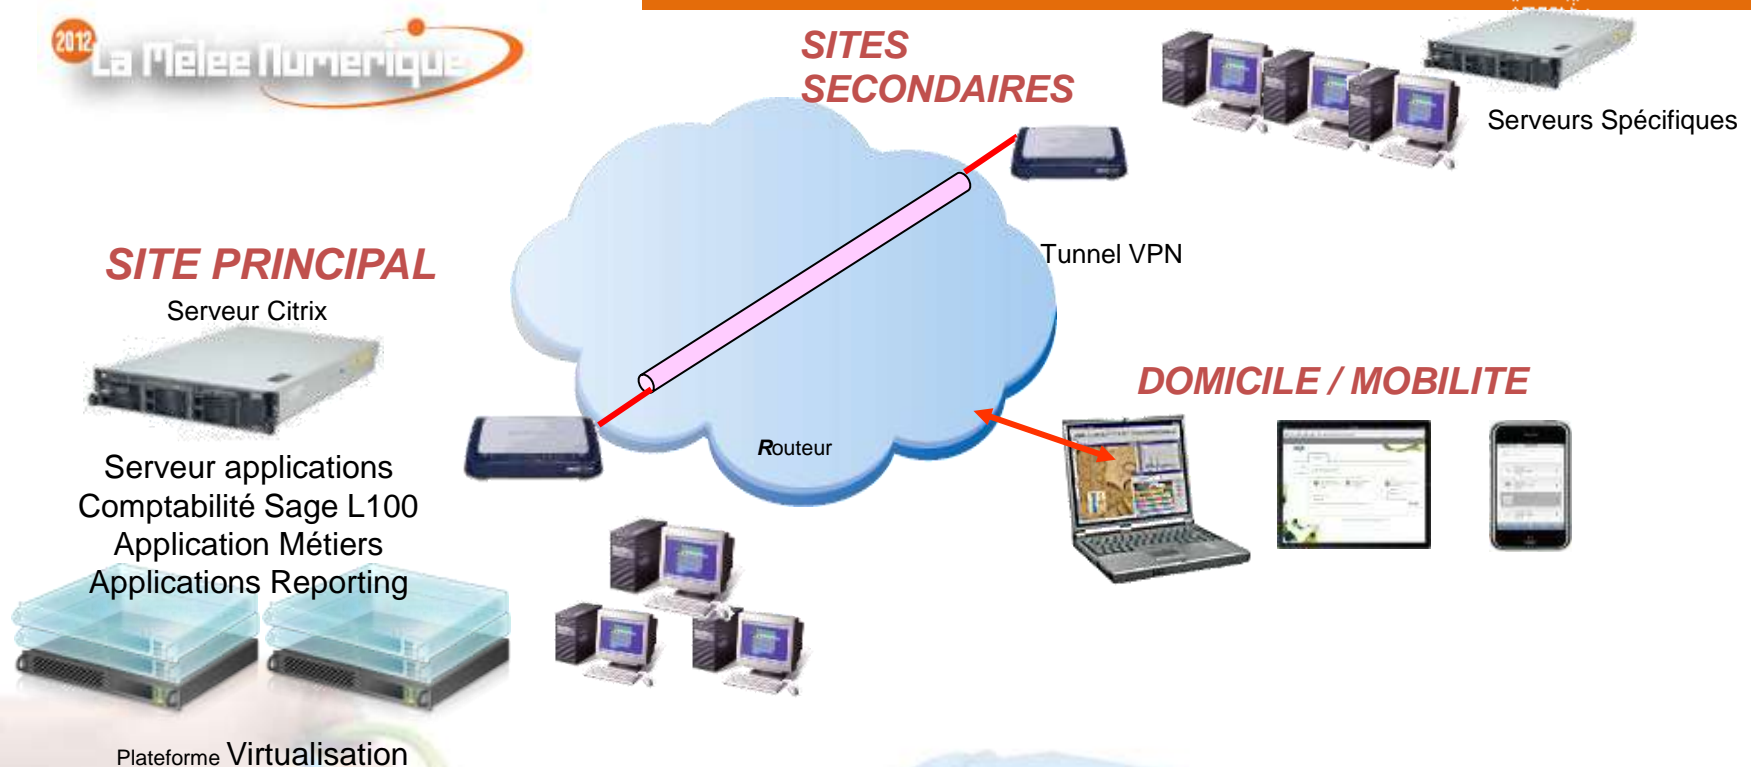 2012
La Mêlée Numérique
SITES
SECONDAIRES
Serveurs Spécifiques
Tunnel VPN
SITE PRINCIPAL
Serveur Citrix
DOMICILE / MOBILITE
Routeur
Serveur applications
Comptabilité Sage L100
Application Métiers
Applications Reporting
Plateforme Virtualisation